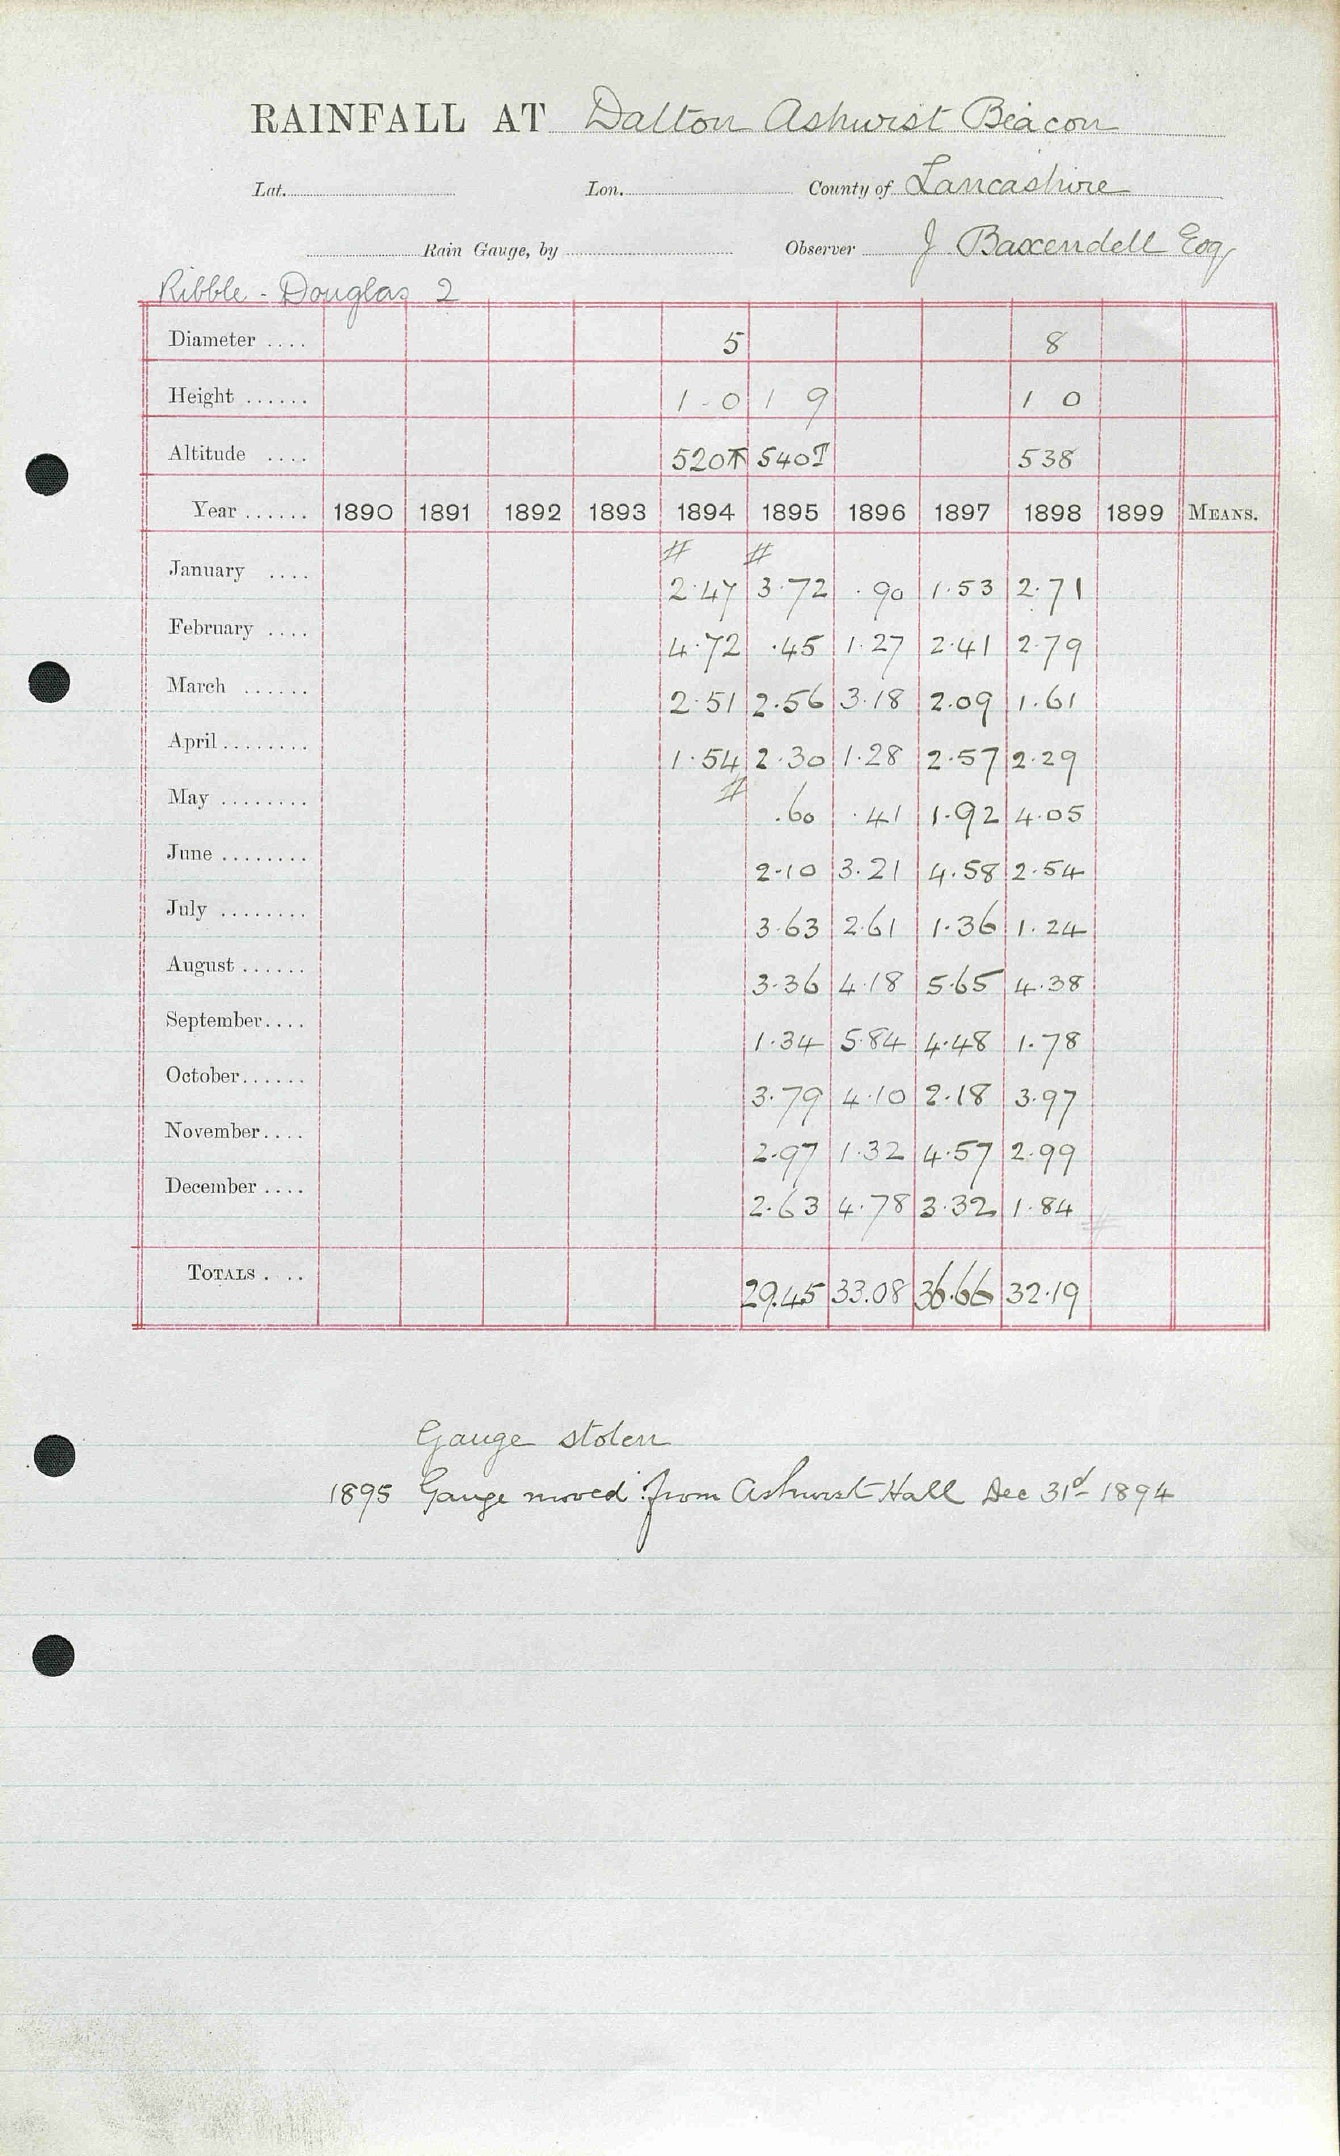 RAINFALL AT Dalton Ashurst Beacon
Lat. Lon. County of Lancashire
Rain Gauge, by Observer J Baxendell Esq
Ribble - Douglas 2
Diameter .... 5 8
Height ...... 1 - 0 1 9 1 0
Altitude .... 520T 540T 538
Year ...... 1890 1891 1892 1893 1894 1895 1896 1897 1898 1899 MEANS.
# #
January .... 2.47 3.72 .90 1.53 2.71
February .... 4.72 .45 1.27 2.41 2.79
March ...... 2.51 2.56 3.18 2.09 1.61
April ........ 1.54 2.30 1.28 2.57 2.29
May ........ # .60 .41 1.92 4.05
June ........ 2.10 3.21 4.58 2.54
July ........ 3.63 2.61 1.36 1.24
August ...... 3.36 4.18 5.65 4.38
September.... 1.34 5.84 4.48 1.78
October...... 3.79 4.10 2.18 3.97
November.... 2.97 1.32 4.57 2.99
December .... 2.63 4.78 3.32 1.84 #
TOTALS .... 29.45 33.08 36.66 32.19
Gauge stolen
1895 Gauge moved from Ashurst Hall Dec 31st 1894